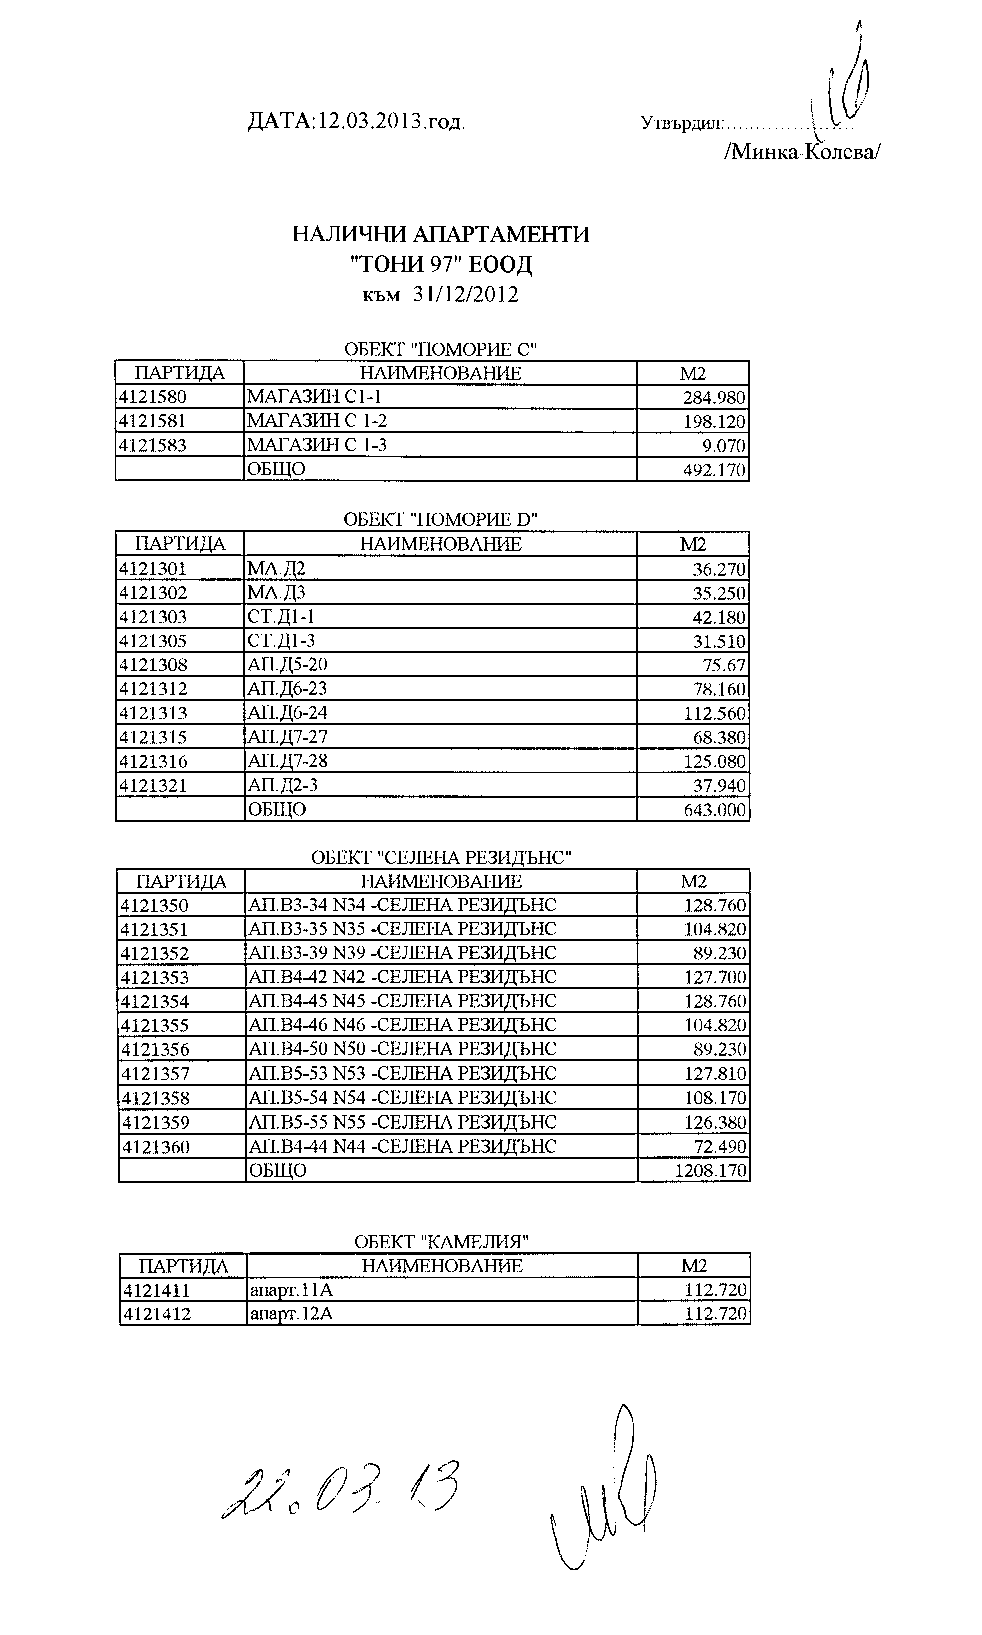 ДАТА:12.03.2013.год.
Утвърдил:.....................
/Минка Колева/
НАЛИЧНИ АПАРТАМЕНТИ
"ТОНИ 97" ЕООД
към 31/12/2012
ОБЕКТ "ПОМОРИЕ С"
ПАРТИДА НАИМЕНОВАНИЕ М2
4121580 МАГАЗИН С1-1 284.980
4121581 МАГАЗИН С 1-2 198.120
4121583 МАГАЗИН С 1-3 9.070
ОБЩО 492.170
ОБЕКТ "ПОМОРИЕ D"
ПАРТИДА НАИМЕНОВАНИЕ М2
4121301 МА.Д2 36.270
4121302 МА.Д3 35.250
4121303 СТ.Д1-1 42.180
4121305 СТ.Д1-3 31.510
4121308 АП.Д5-20 75.67
4121312 АП.Д6-23 78.160
4121313 АП.Д6-24 112.560
4121315 АП.Д7-27 68.380
4121316 АП.Д7-28 125.080
4121321 АП.Д2-3 37.940
ОБЩО 643.000
ОБЕКТ "СЕЛЕНА РЕЗИДЪНС"
ПАРТИДА НАИМЕНОВАНИЕ М2
4121350 АП.В3-34 N34 -СЕЛЕНА РЕЗИДЪНС 128.760
4121351 АП.В3-35 N35 -СЕЛЕНА РЕЗИДЪНС 104.820
4121352 АП.В3-39 N39 -СЕЛЕНА РЕЗИДЪНС 89.230
4121353 АП.В4-42 N42 -СЕЛЕНА РЕЗИДЪНС 127.700
4121354 АП.В4-45 N45 -СЕЛЕНА РЕЗИДЪНС 128.760
4121355 АП.В4-46 N46 -СЕЛЕНА РЕЗИДЪНС 104.820
4121356 АП.В4-50 N50 -СЕЛЕНА РЕЗИДЪНС 89.230
4121357 АП.В5-53 N53 -СЕЛЕНА РЕЗИДЪНС 127.810
4121358 АП.В5-54 N54 -СЕЛЕНА РЕЗИДЪНС 108.170
4121359 АП.В5-55 N55 -СЕЛЕНА РЕЗИДЪНС 126.380
4121360 АП.В4-44 N44 -СЕЛЕНА РЕЗИДЪНС 72.490
ОБЩО 1208.170
ОБЕКТ "КАМЕЛИЯ"
ПАРТИДА НАИМЕНОВАНИЕ М2
4121411 апарт.11А 112.720
4121412 апарт.12А 112.720
22.03.13